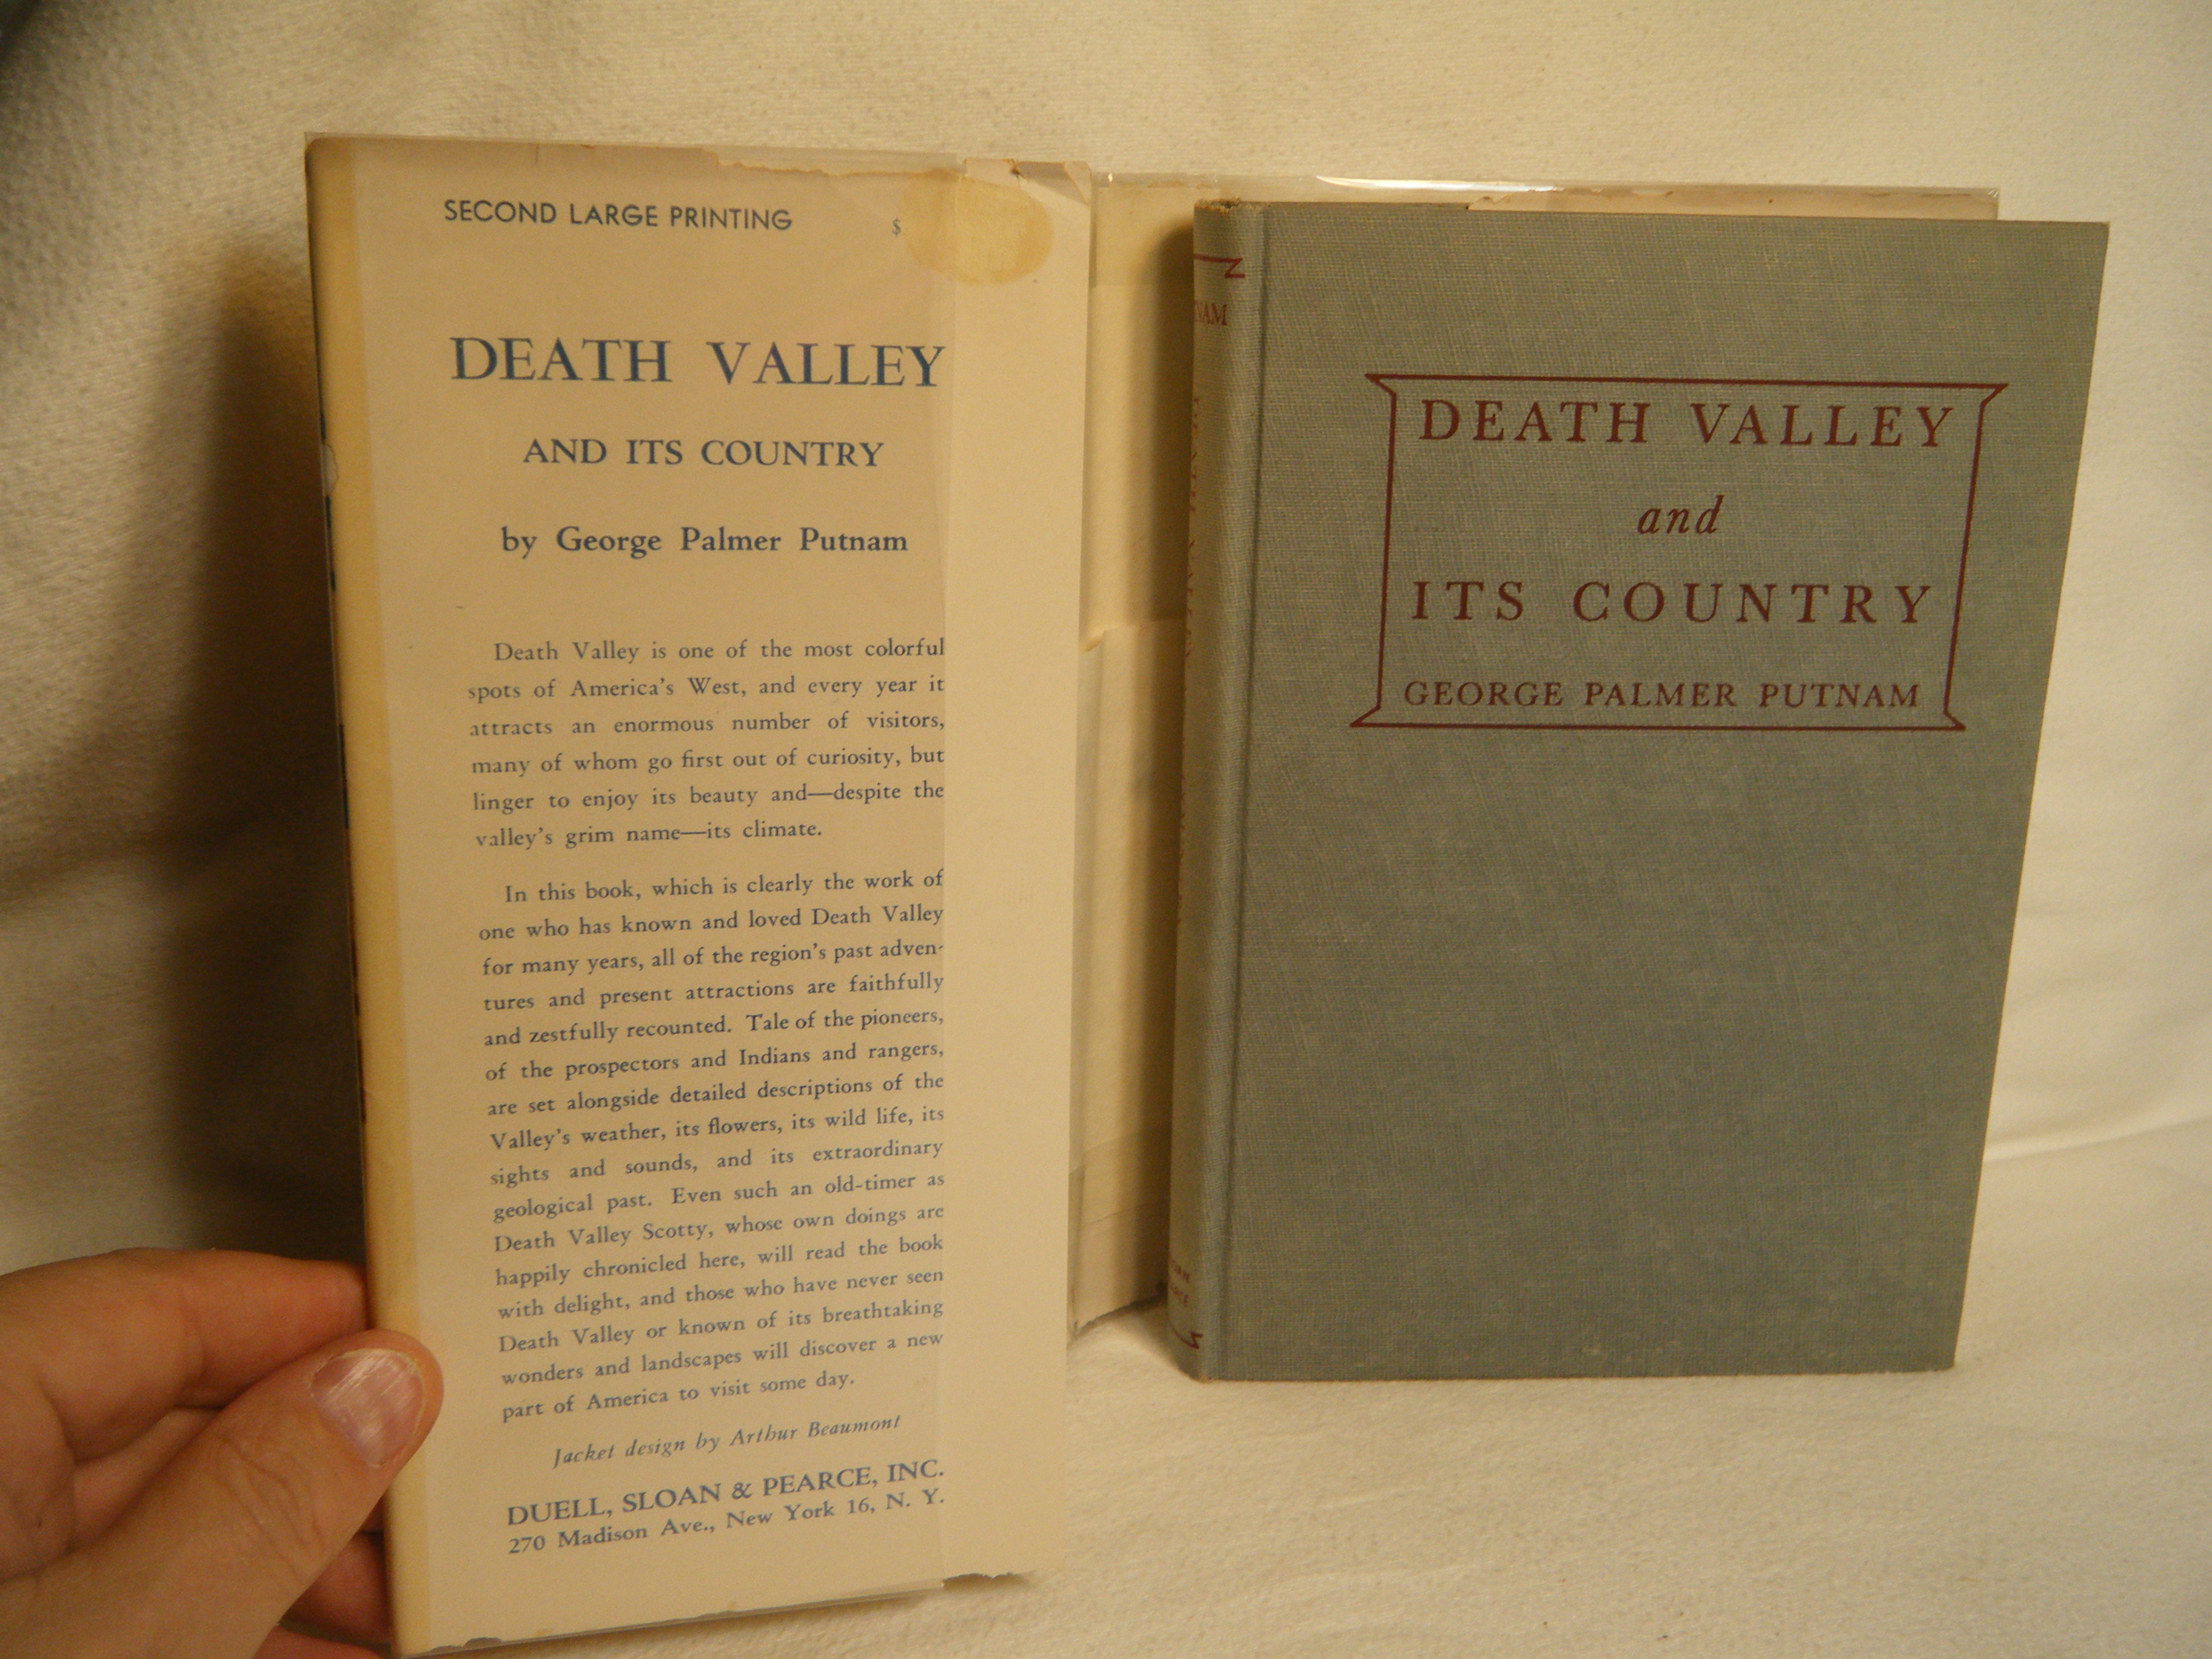 SECOND LARGE PRINTING
$
DEATH VALLEY
AND ITS COUNTRY
by George Palmer Putnam
Death Valley is one of the most colorful
spots of America's West, and every year it
attracts an enormous number of visitors,
many of whom go first out of curiosity, but
linger to enjoy its beauty and—despite the
valley's grim name—its climate.
In this book, which is clearly the work of
one who has known and loved Death Valley
for many years, all of the region's past adven-
tures and present attractions are faithfully
and zestfully recounted. Tale of the pioneers,
of the prospectors and Indians and rangers,
are set alongside detailed descriptions of the
Valley's weather, its flowers, its wild life, its
sights and sounds, and its extraordinary
geological past. Even such an old-timer as
Death Valley Scotty, whose own doings are
happily chronicled here, will read the book
with delight, and those who have never seen
Death Valley or known of its breathtaking
wonders and landscapes will discover a new
part of America to visit some day.
Jacket design by Arthur Beaumont
DUELL, SLOAN & PEARCE, INC.
270 Madison Ave., New York 16, N. Y.
DEATH VALLEY
and
ITS COUNTRY
GEORGE PALMER PUTNAM